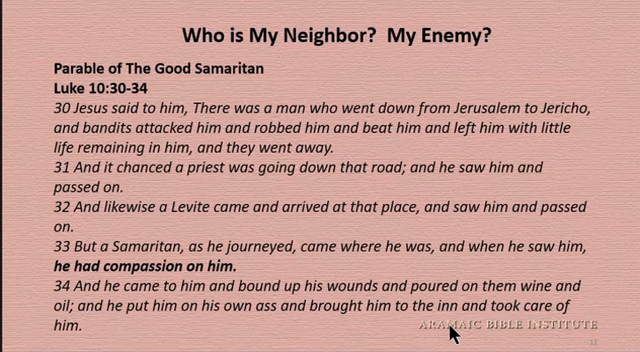 Who is My Neighbor? My Enemy?
Parable of The Good Samaritan
Luke 10:30-34
30 Jesus said to him, There was a man who went down from Jerusalem to Jericho,
and bandits attacked him and robbed him and beat him and left him with little
life remaining in him, and they went away.
31 And it chanced a priest was going down that road; and he saw him and
passed on.
32 And likewise a Levite came and arrived at that place, and saw him and passed
on.
33 But a Samaritan, as he journeyed, came where he was, and when he saw him,
he had compassion on him.
34 And he came to him and bound up his wounds and poured on them wine and
oil; and he put him on his own ass and brought him to the inn and took care of
him.
ARAMAIC BIBLE INSTITUTE